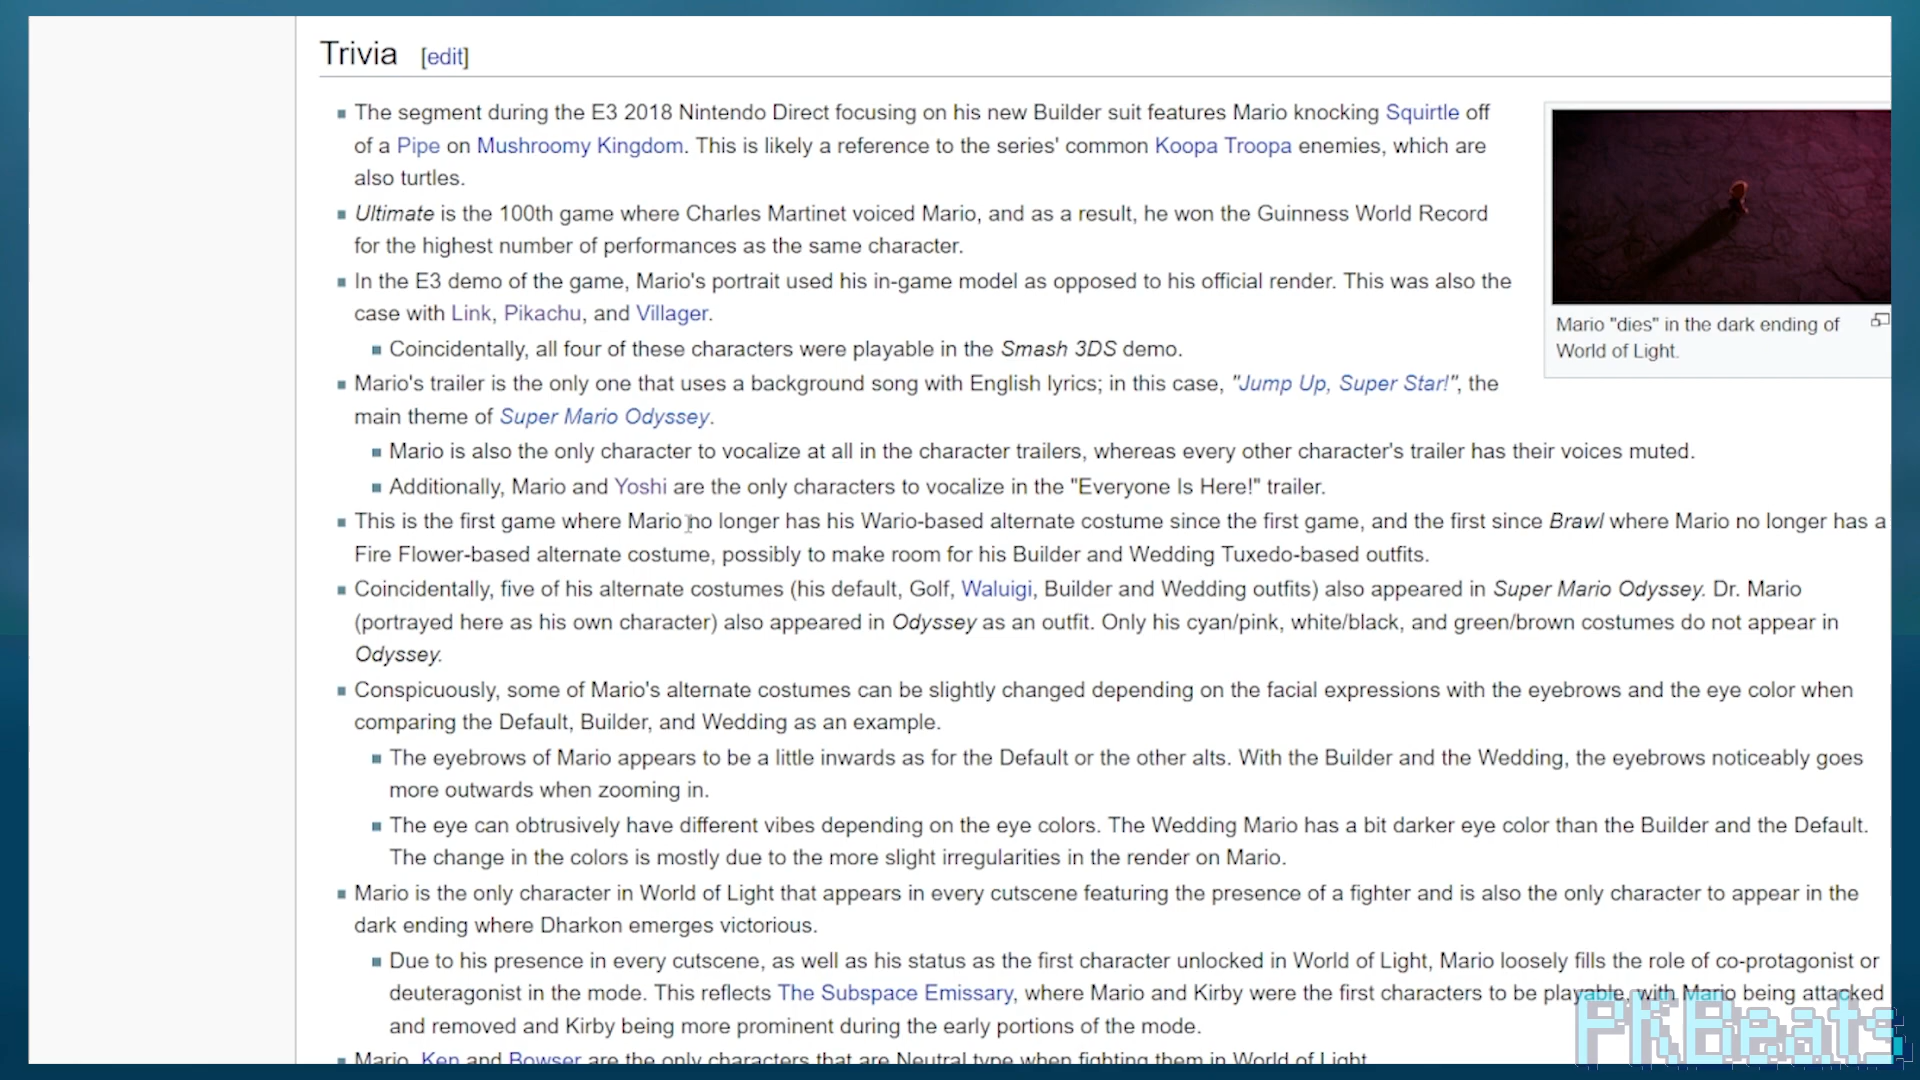 Trivia [edit]
The segment during the E3 2018 Nintendo Direct focusing on his new Builder suit features Mario knocking Squirtle off
of a Pipe on Mushroomy Kingdom. This is likely a reference to the series' common Koopa Troopa enemies, which are
also turtles.
Ultimate is the 100th game where Charles Martinet voiced Mario, and as a result, he won the Guinness World Record
for the highest number of performances as the same character.
In the E3 demo of the game, Mario's portrait used his in-game model as opposed to his official render. This was also the
case with Link, Pikachu, and Villager.
Coincidentally, all four of these characters were playable in the Smash 3DS demo.
Mario's trailer is the only one that uses a background song with English lyrics; in this case, "Jump Up, Super Star!", the
main theme of Super Mario Odyssey.
Mario is also the only character to vocalize at all in the character trailers, whereas every other character's trailer has their voices muted.
Additionally, Mario and Yoshi are the only characters to vocalize in the "Everyone Is Here!" trailer.
Mario "dies" in the dark ending of
World of Light.
This is the first game where Mario no longer has his Wario-based alternate costume since the first game, and the first since Brawl where Mario no longer has a
Fire Flower-based alternate costume, possibly to make room for his Builder and Wedding Tuxedo-based outfits.
Coincidentally, five of his alternate costumes (his default, Golf, Waluigi, Builder and Wedding outfits) also appeared in Super Mario Odyssey. Dr. Mario
(portrayed here as his own character) also appeared in Odyssey as an outfit. Only his cyan/pink, white/black, and green/brown costumes do not appear in
Odyssey.
Conspicuously, some of Mario's alternate costumes can be slightly changed depending on the facial expressions with the eyebrows and the eye color when
comparing the Default, Builder, and Wedding as an example.
The eyebrows of Mario appears to be a little inwards as for the Default or the other alts. With the Builder and the Wedding, the eyebrows noticeably goes
more outwards when zooming in.
The eye can obtrusively have different vibes depending on the eye colors. The Wedding Mario has a bit darker eye color than the Builder and the Default.
The change in the colors is mostly due to the more slight irregularities in the render on Mario.
Mario is the only character in World of Light that appears in every cutscene featuring the presence of a fighter and is also the only character to appear in the
dark ending where Dharkon emerges victorious.
Due to his presence in every cutscene, as well as his status as the first character unlocked in World of Light, Mario loosely fills the role of co-protagonist or
deuteragonist in the mode. This reflects The Subspace Emissary, where Mario and Kirby were the first characters to be playable, with Mario being attacked
and removed and Kirby being more prominent during the early portions of the mode.
Mario, Ken and Bowser are the only characters that are Neutral type when fighting them in World of Light
PKBeats